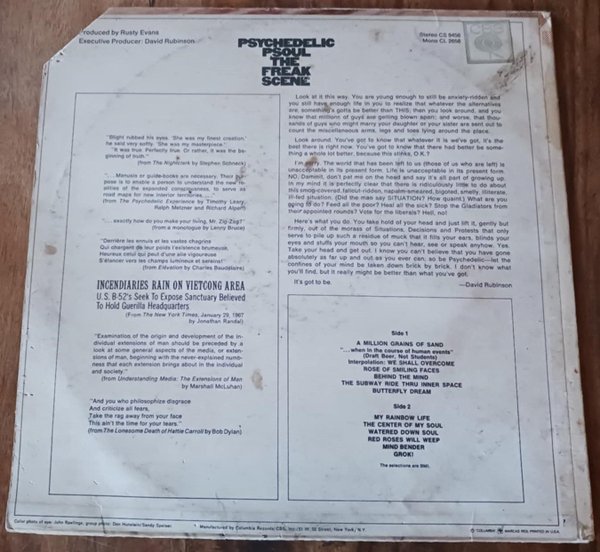 Produced by Rusty Evans
Executive Producer: David Rubinson
PSYCHEDELIC
PSOUL
THE
FREAK
SCENE
Stereo CS 9456
Mono CL 2656
"Blight rubbed his eyes. 'She was my finest creation,'
he said very softly. 'She was my masterpiece.'
"It was true. Perfectly true. Or rather, it was the be-
ginning of truth."
(from The Nightclerk by Stephen Schneck)
"... Manuals or guide-books are necessary. Their pur-
pose is to enable a person to understand the new re-
alities of the expanded consciousness, to serve as
road maps for new interior territories.
(from The Psychedelic Experience by Timothy Leary,
Ralph Metzner and Richard Alpert)
"... exactly how do you make your living, Mr. Zig-Zag?"
(from a monologue by Lenny Bruce)
"Derrière les ennuis et les vastes chagrins
Qui chargent de leur poids l'existence brumeuse,
Heureux celui qui peut d'une aile vigoureuse
S'élancer vers les champs lumineux et sereins!"
(from Elévation by Charles Baudelaire)
INCENDIARIES RAIN ON VIETCONG AREA
U.S. B-52's Seek To Expose Sanctuary Believed
To Hold Guerilla Headquarters
(From The New York Times, January 29, 1967
by Jonathan Randal)
"Examination of the origin and development of the in-
dividual extensions of man should be preceded by a
look at some general aspects of the media, or exten-
sions of man, beginning with the never-explained numb-
ness that each extension brings about in the individual
and society."
(from Understanding Media: The Extensions of Man
by Marshall McLuhan)
"And you who philosophize disgrace
And criticize all fears,
Take the rag away from your face
This ain't the time for your tears."
(from The Lonesome Death of Hattie Carroll by Bob Dylan)
Look at it this way. You are young enough to still be anxiety-ridden and
you still have enough life in you to realize that whatever the alternatives
are, something's gotta be better than THIS; than you look around, and you
know that millions of guys are getting blown apart; and worse, that thou-
sands of guys who might marry your daughter or your sister are sent out to
count the miscellaneous arms, legs and toes lying around the place.
Look around. You've got to know that whatever it is we've got, it's the
best there is right now. You've got to know that there had better be some-
thing a whole lot better, because this stinks, O.K.?
I'm sorry. The world that has been left to us (those of us who are left) is
unacceptable in its present form. Life is unacceptable in its present form.
NO, Dammit, don't pat me on the head and say it's all part of growing up.
In my mind it is perfectly clear that there is ridiculously little to do about
this smog-covered, fallout-ridden, napalm-smeared, bigoted, smelly, illiterate,
ill-fed situation. (Did the man say SITUATION? How quaint.) What are you
going to do? Feed all the poor? Heal all the sick? Stop the Gladiators from
their appointed rounds? Vote for the liberals? Hell, no!
Here's what you do. You take hold of your head and just lift it, gently but
firmly, out of the morass of Situations, Decisions and Protests that only
serve to pile up such a residue of muck that it fills your ears, blinds your
eyes and stuffs your mouth so you can't hear, see or speak anyhow. Yes.
Take your head and get out. I know you can't believe that you have gone
absolutely as far up and out as you ever can, so be Psychedelic—let the
confines of your mind be taken down brick by brick. I don't know what
you'll find, but it really might be better than what you've got.
It's got to be.
—David Rubinson
Side 1
A MILLION GRAINS OF SAND
"...when in the course of human events"
(Draft Beer, Not Students)
Interpolation: WE SHALL OVERCOME
ROSE OF SMILING FACES
BEHIND THE MIND
THE SUBWAY RIDE THRU INNER SPACE
BUTTERFLY DREAM
Side 2
MY RAINBOW LIFE
THE CENTER OF MY SOUL
WATERED DOWN SOUL
RED ROSES WILL WEEP
MIND BENDER
GROK!
The selections are BMI.
Color photo of eye: John Rawlings, group photo: Don Hunstein/Sandy Speiser
Manufactured by Columbia Records/CBS, Inc./51 W. 52 Street, New York, N.Y.
COLUMBIA MARCAS REG. PRINTED IN U.S.A.